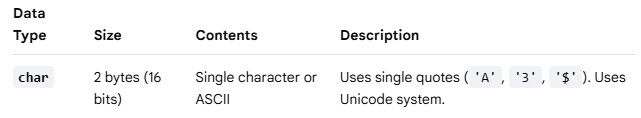 Data
Type Size Contents Description
char 2 bytes (16 Single character or Uses single quotes ( 'A' , '3' , '$' ). Uses
bits) ASCII Unicode system.